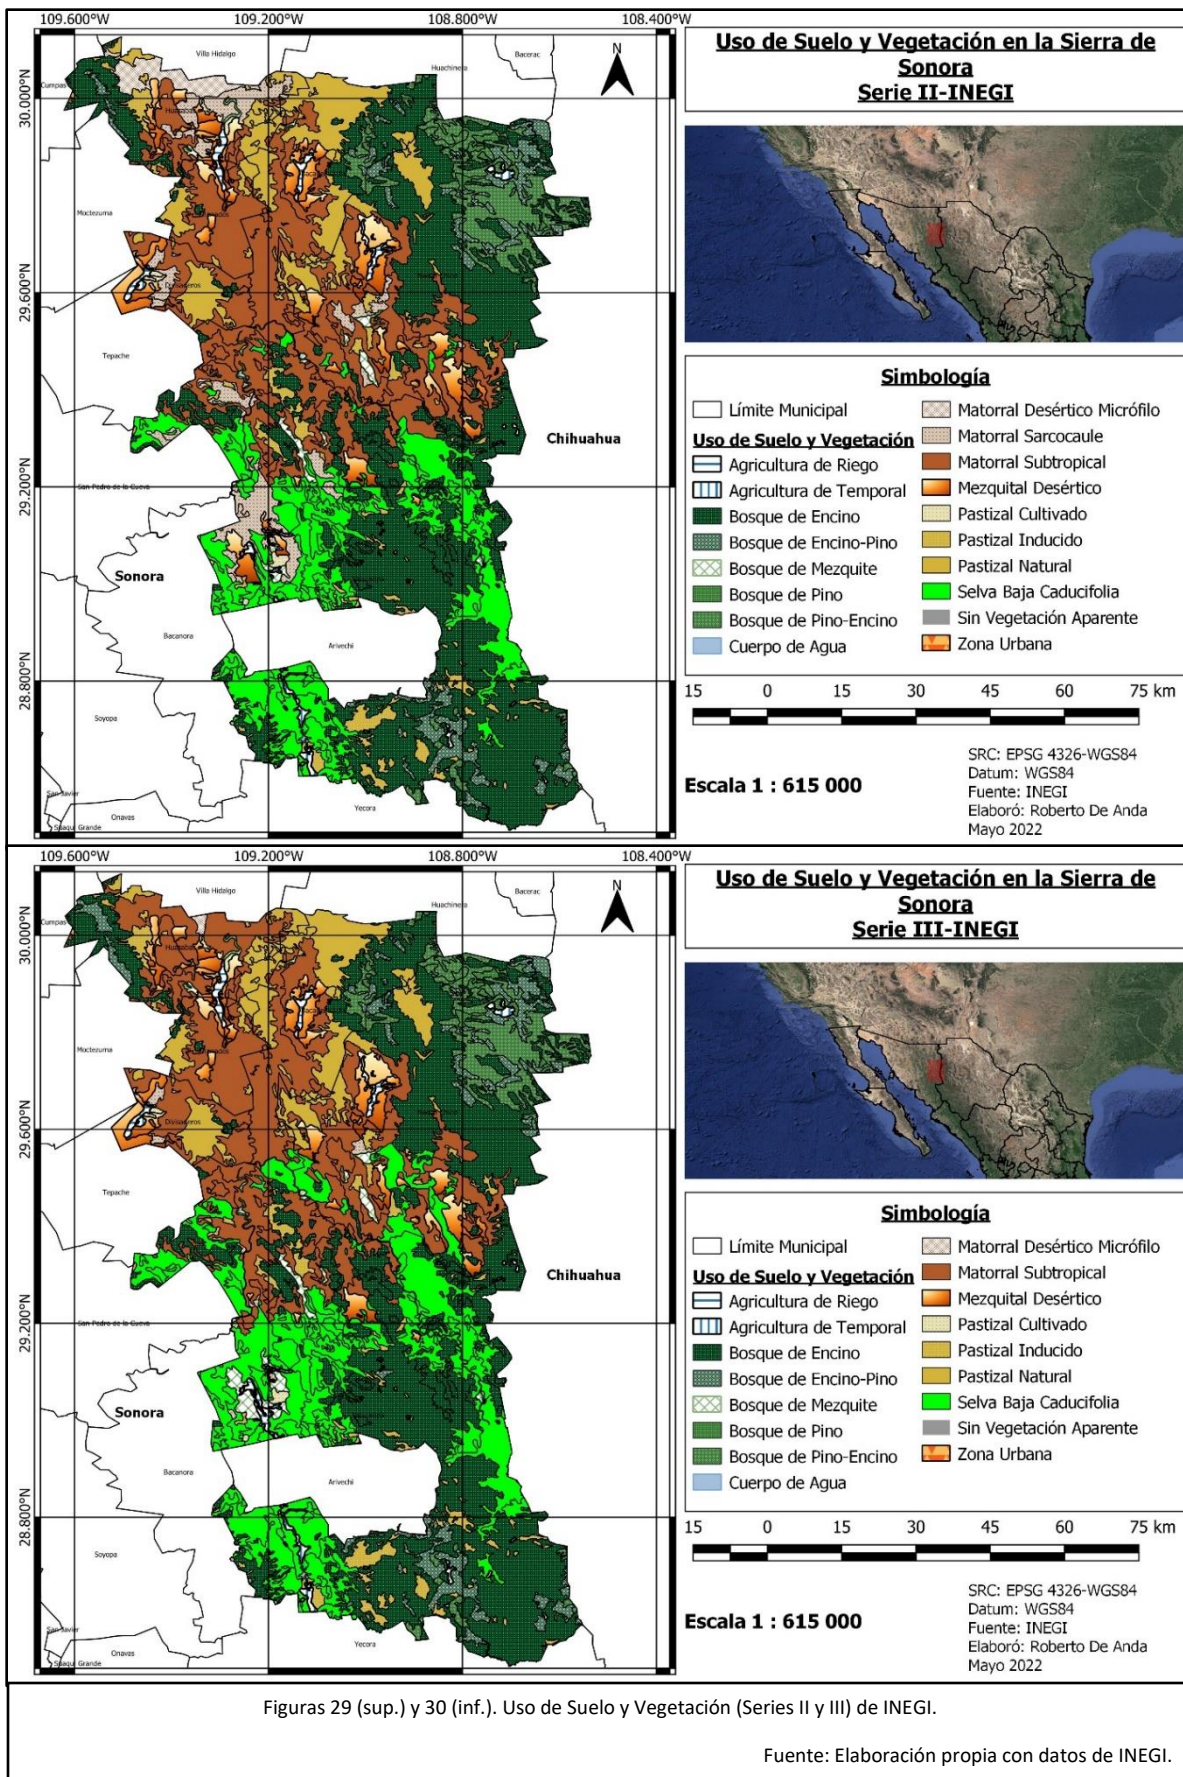 109.600°W 109.200°W 108.800°W 108.400°W
Villa Hidalgo
Bacerac
Cumpas
Huachinera
N
30.000°N
Moctezuma
29.600°N
Divisaderos
Tepache
Chihuahua
29.200°N
San Pedro de la Cueva
Sonora
Bacanora
Arivechi
28.800°N
Soyopa
San Javier
Onavas
Suaqui Grande
Yecora
Uso de Suelo y Vegetación en la Sierra de
Sonora
Serie II-INEGI
Simbología
Límite Municipal
Uso de Suelo y Vegetación
Agricultura de Riego
Agricultura de Temporal
Bosque de Encino
Bosque de Encino-Pino
Bosque de Mezquite
Bosque de Pino
Bosque de Pino-Encino
Cuerpo de Agua
Matorral Desértico Micrófilo
Matorral Sarcocaule
Matorral Subtropical
Mezquital Desértico
Pastizal Cultivado
Pastizal Inducido
Pastizal Natural
Selva Baja Caducifolia
Sin Vegetación Aparente
Zona Urbana
15 0 15 30 45 60 75 km
Escala 1 : 615 000
SRC: EPSG 4326-WGS84
Datum: WGS84
Fuente: INEGI
Elaboró: Roberto De Anda
Mayo 2022
109.600°W 109.200°W 108.800°W 108.400°W
Villa Hidalgo
Bacerac
Cumpas
Huachinera
N
30.000°N
Moctezuma
29.600°N
Divisaderos
Tepache
Chihuahua
29.200°N
San Pedro de la Cueva
Sonora
Bacanora
Arivechi
28.800°N
Soyopa
San Javier
Onavas
Suaqui Grande
Yecora
Uso de Suelo y Vegetación en la Sierra de
Sonora
Serie III-INEGI
Simbología
Límite Municipal
Uso de Suelo y Vegetación
Agricultura de Riego
Agricultura de Temporal
Bosque de Encino
Bosque de Encino-Pino
Bosque de Mezquite
Bosque de Pino
Bosque de Pino-Encino
Cuerpo de Agua
Matorral Desértico Micrófilo
Matorral Subtropical
Mezquital Desértico
Pastizal Cultivado
Pastizal Inducido
Pastizal Natural
Selva Baja Caducifolia
Sin Vegetación Aparente
Zona Urbana
15 0 15 30 45 60 75 km
Escala 1 : 615 000
SRC: EPSG 4326-WGS84
Datum: WGS84
Fuente: INEGI
Elaboró: Roberto De Anda
Mayo 2022
Figuras 29 (sup.) y 30 (inf.). Uso de Suelo y Vegetación (Series II y III) de INEGI.
Fuente: Elaboración propia con datos de INEGI.